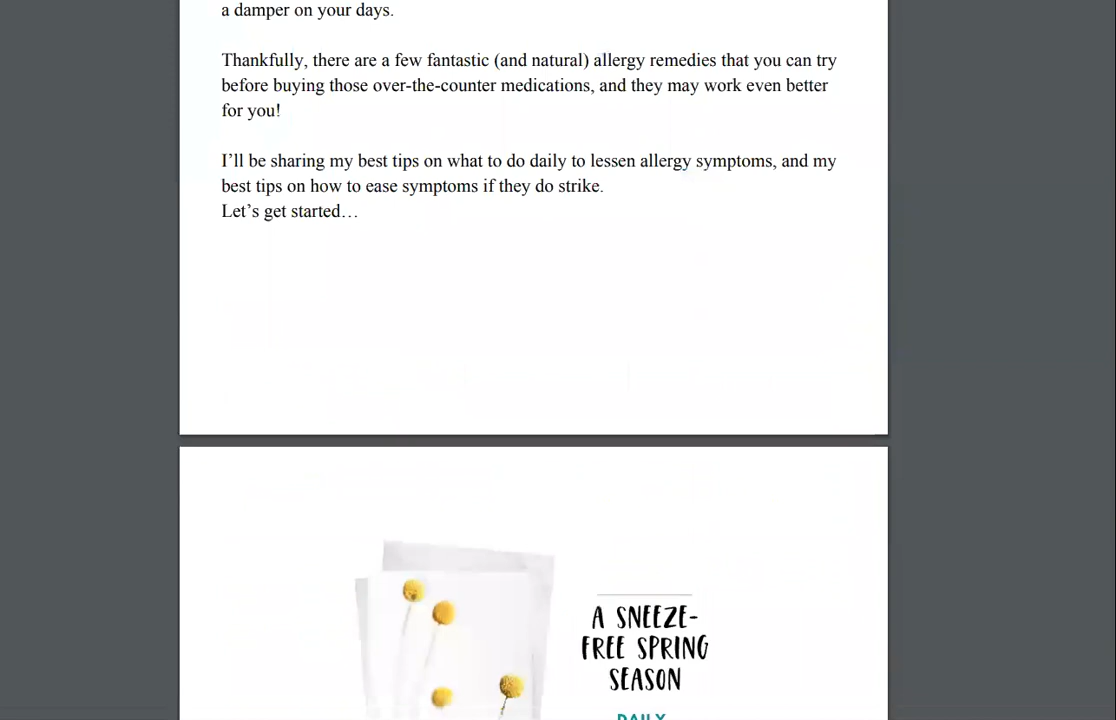 a damper on your days.
Thankfully, there are a few fantastic (and natural) allergy remedies that you can try
before buying those over-the-counter medications, and they may work even better
for you!
I’ll be sharing my best tips on what to do daily to lessen allergy symptoms, and my
best tips on how to ease symptoms if they do strike.
Let’s get started…
A SNEEZE-
FREE SPRING
SEASON
DAILY